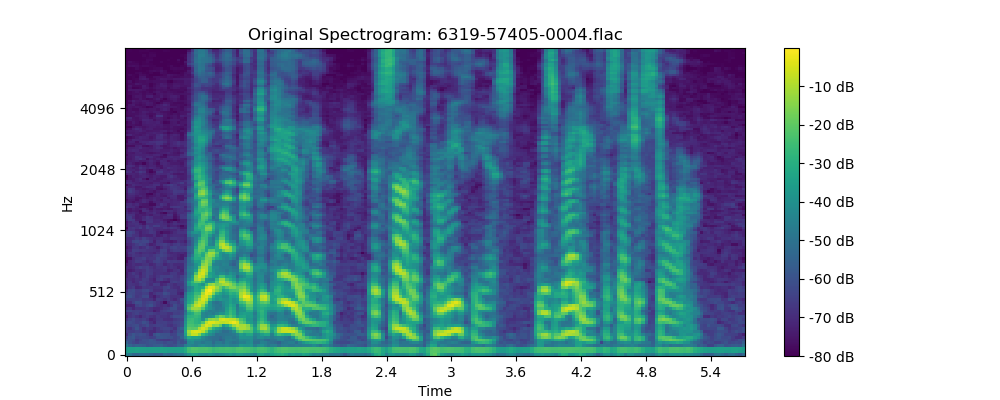 Original Spectrogram: 6319-57405-0004.flac
Hz
4096
2048
1024
512
0
0 0.6 1.2 1.8 2.4 3 3.6 4.2 4.8 5.4
Time
-10 dB
-20 dB
-30 dB
-40 dB
-50 dB
-60 dB
-70 dB
-80 dB